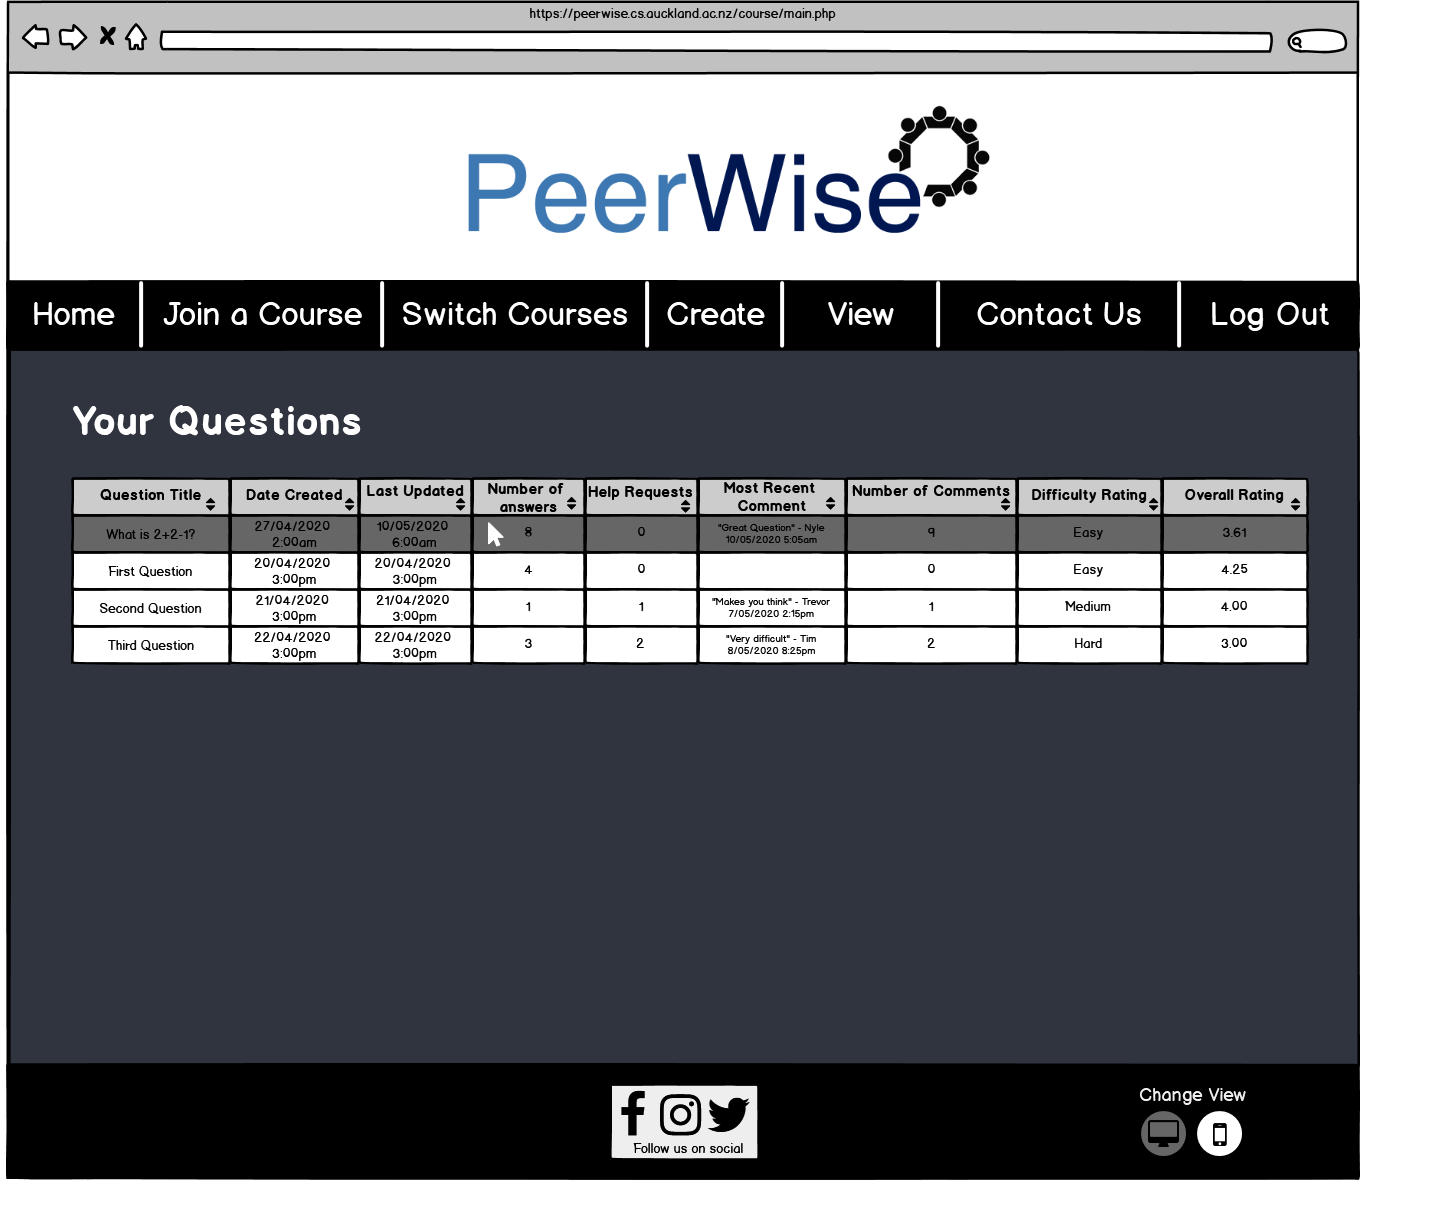 https://peerwise.cs.auckland.ac.nz/course/main.php
PeerWise
Home Join a Course Switch Courses Create View Contact Us Log Out
Your Questions
Question Title Date Created Last Updated Number of answers Help Requests Most Recent Comment Number of Comments Difficulty Rating Overall Rating
What is 2+2-1? 27/04/2020 2:00am 10/05/2020 6:00am 8 0 "Great Question" - Nyle 10/05/2020 5:05am 9 Easy 3.61
First Question 20/04/2020 3:00pm 20/04/2020 3:00pm 4 0 0 Easy 4.25
Second Question 21/04/2020 3:00pm 21/04/2020 3:00pm 1 1 "Makes you think" - Trevor 7/05/2020 2:15pm 1 Medium 4.00
Third Question 22/04/2020 3:00pm 22/04/2020 3:00pm 3 2 "Very difficult" - Tim 8/05/2020 8:25pm 2 Hard 3.00
Change View
Follow us on social